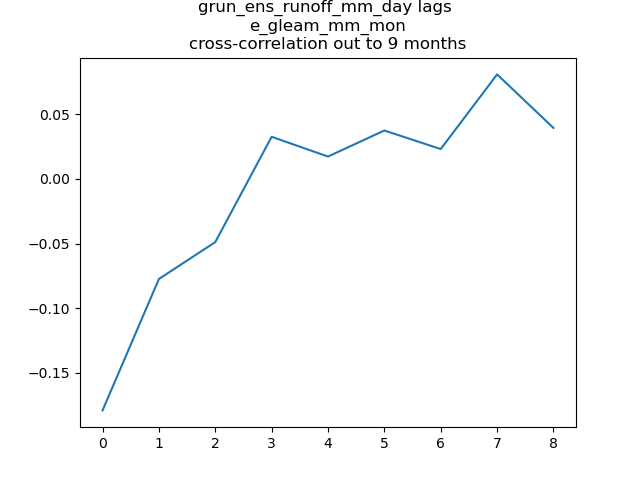 grun_ens_runoff_mm_day lags
e_gleam_mm_mon
cross-correlation out to 9 months
0.05
0.00
−0.05
−0.10
−0.15
0 1 2 3 4 5 6 7 8